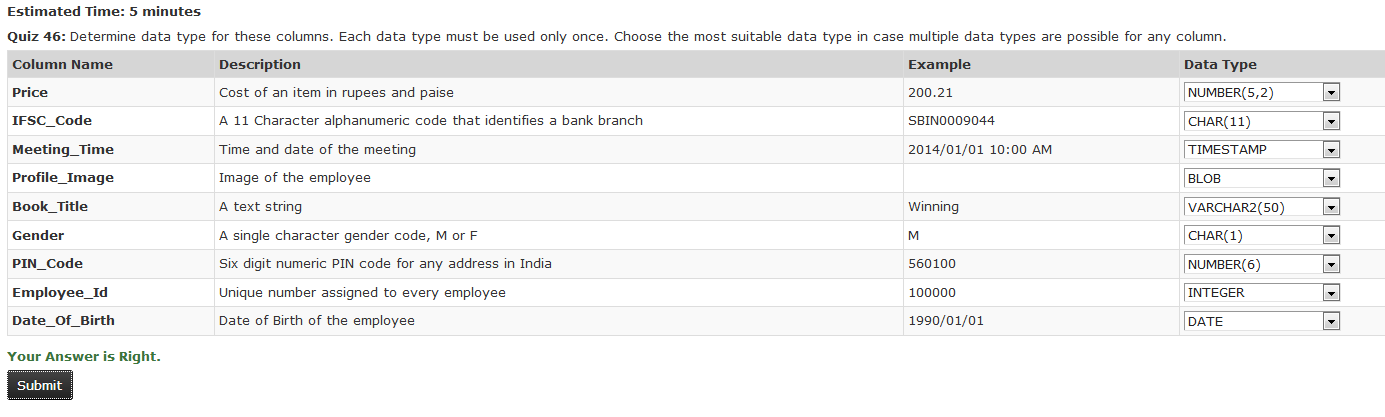 Estimated Time: 5 minutes
Quiz 46: Determine data type for these columns. Each data type must be used only once. Choose the most suitable data type in case multiple data types are possible for any column.
Column Name Description Example Data Type
Price Cost of an item in rupees and paise 200.21 NUMBER(5,2)
IFSC_Code A 11 Character alphanumeric code that identifies a bank branch SBIN0009044 CHAR(11)
Meeting_Time Time and date of the meeting 2014/01/01 10:00 AM TIMESTAMP
Profile_Image Image of the employee BLOB
Book_Title A text string Winning VARCHAR2(50)
Gender A single character gender code, M or F M CHAR(1)
PIN_Code Six digit numeric PIN code for any address in India 560100 NUMBER(6)
Employee_Id Unique number assigned to every employee 100000 INTEGER
Date_Of_Birth Date of Birth of the employee 1990/01/01 DATE
Your Answer is Right.
Submit